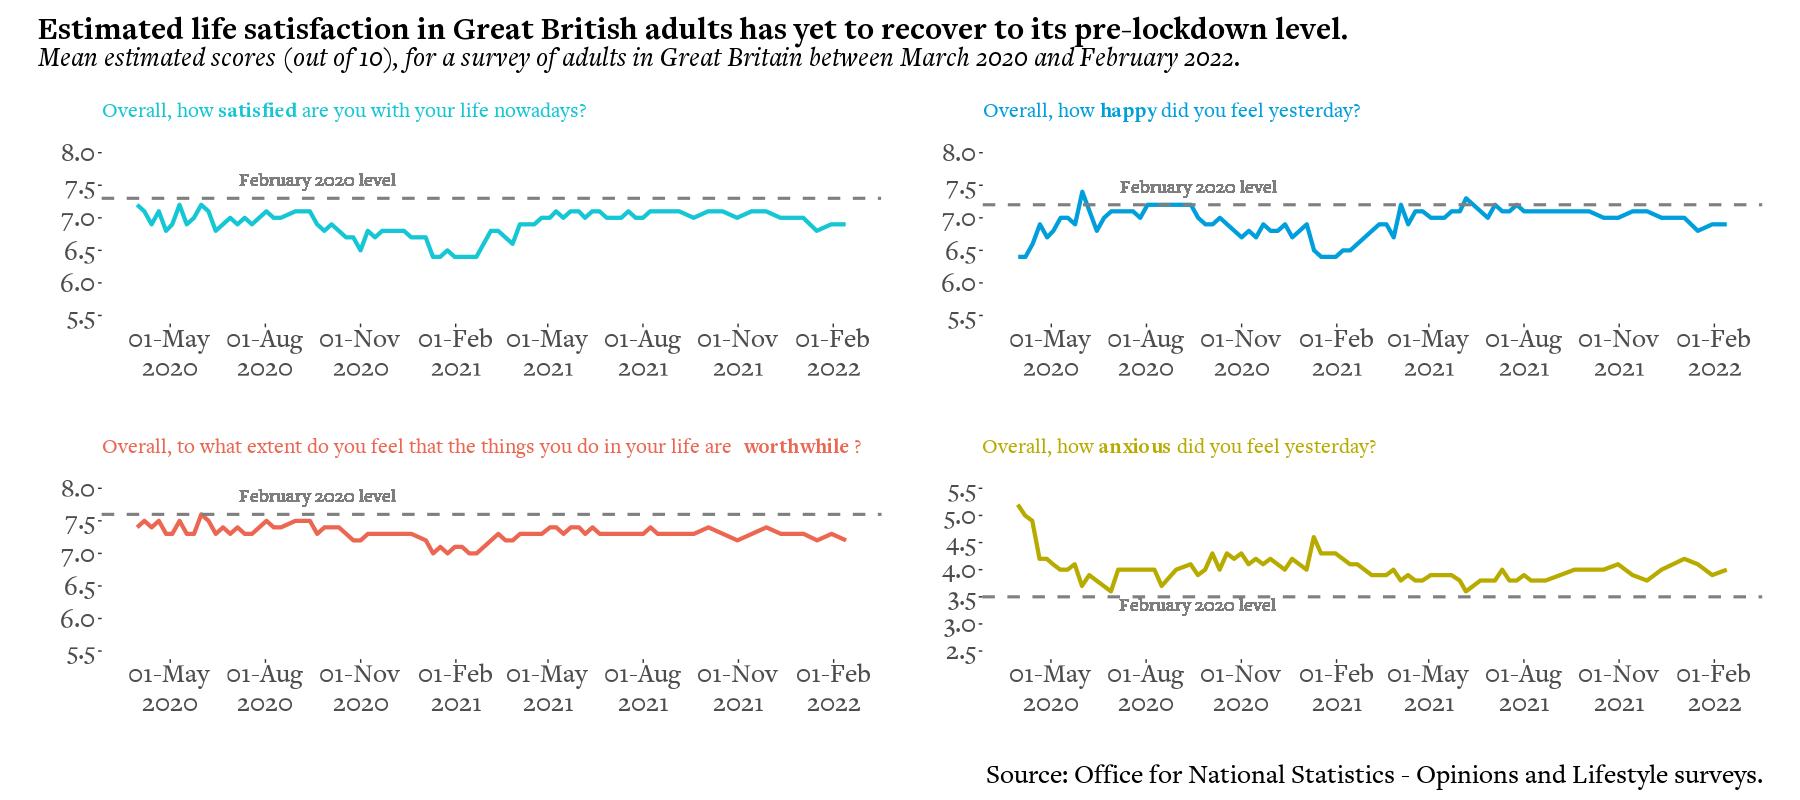 Estimated life satisfaction in Great British adults has yet to recover to its pre-lockdown level.
Mean estimated scores (out of 10), for a survey of adults in Great Britain between March 2020 and February 2022.
Overall, how satisfied are you with your life nowadays?
8.0
7.5
7.0
6.5
6.0
5.5
February 2020 level
01-May 01-Aug 01-Nov 01-Feb 01-May 01-Aug 01-Nov 01-Feb
2020 2020 2020 2021 2021 2021 2021 2022
Overall, how happy did you feel yesterday?
8.0
7.5
7.0
6.5
6.0
5.5
February 2020 level
01-May 01-Aug 01-Nov 01-Feb 01-May 01-Aug 01-Nov 01-Feb
2020 2020 2020 2021 2021 2021 2021 2022
Overall, to what extent do you feel that the things you do in your life are worthwhile ?
8.0
7.5
7.0
6.5
6.0
5.5
February 2020 level
01-May 01-Aug 01-Nov 01-Feb 01-May 01-Aug 01-Nov 01-Feb
2020 2020 2020 2021 2021 2021 2021 2022
Overall, how anxious did you feel yesterday?
5.5
5.0
4.5
4.0
3.5
3.0
2.5
February 2020 level
01-May 01-Aug 01-Nov 01-Feb 01-May 01-Aug 01-Nov 01-Feb
2020 2020 2020 2021 2021 2021 2021 2022
Source: Office for National Statistics - Opinions and Lifestyle surveys.